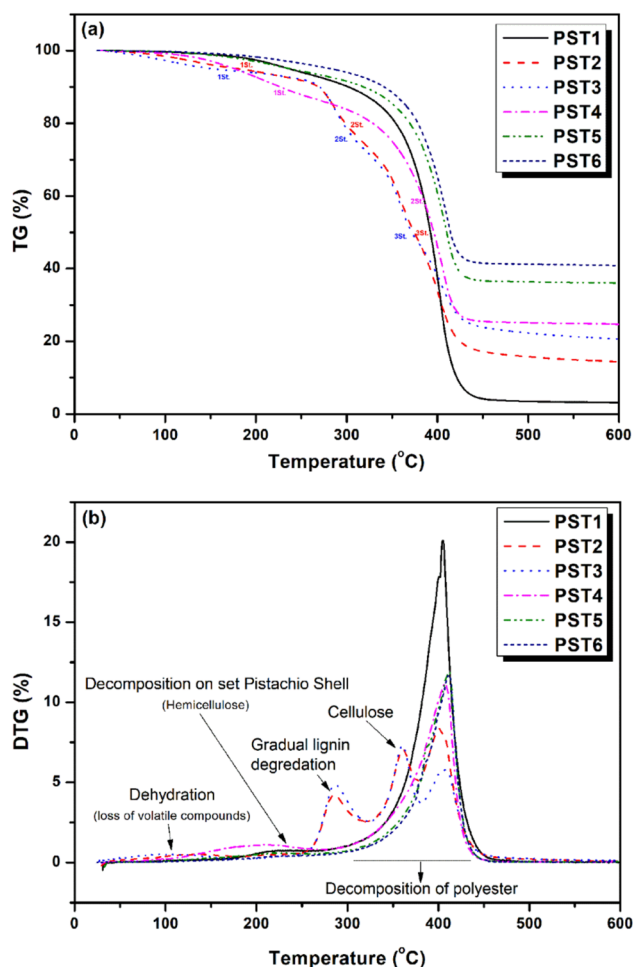 (a)
PST1
PST2
PST3
PST4
PST5
PST6
100
80
60
40
20
0
TG (%)
1St.
1St.
1St.
2St.
2St.
2St.
3St.
3St.
0
100
200
300
400
500
600
Temperature (°C)
(b)
PST1
PST2
PST3
PST4
PST5
PST6
20
15
10
5
0
DTG (%)
Decomposition on set Pistachio Shell
(Hemicellulose)
Cellulose
Gradual lignin
degredation
Dehydration
(loss of volatile compounds)
Decomposition of polyester
0
100
200
300
400
500
600
Temperature (°C)